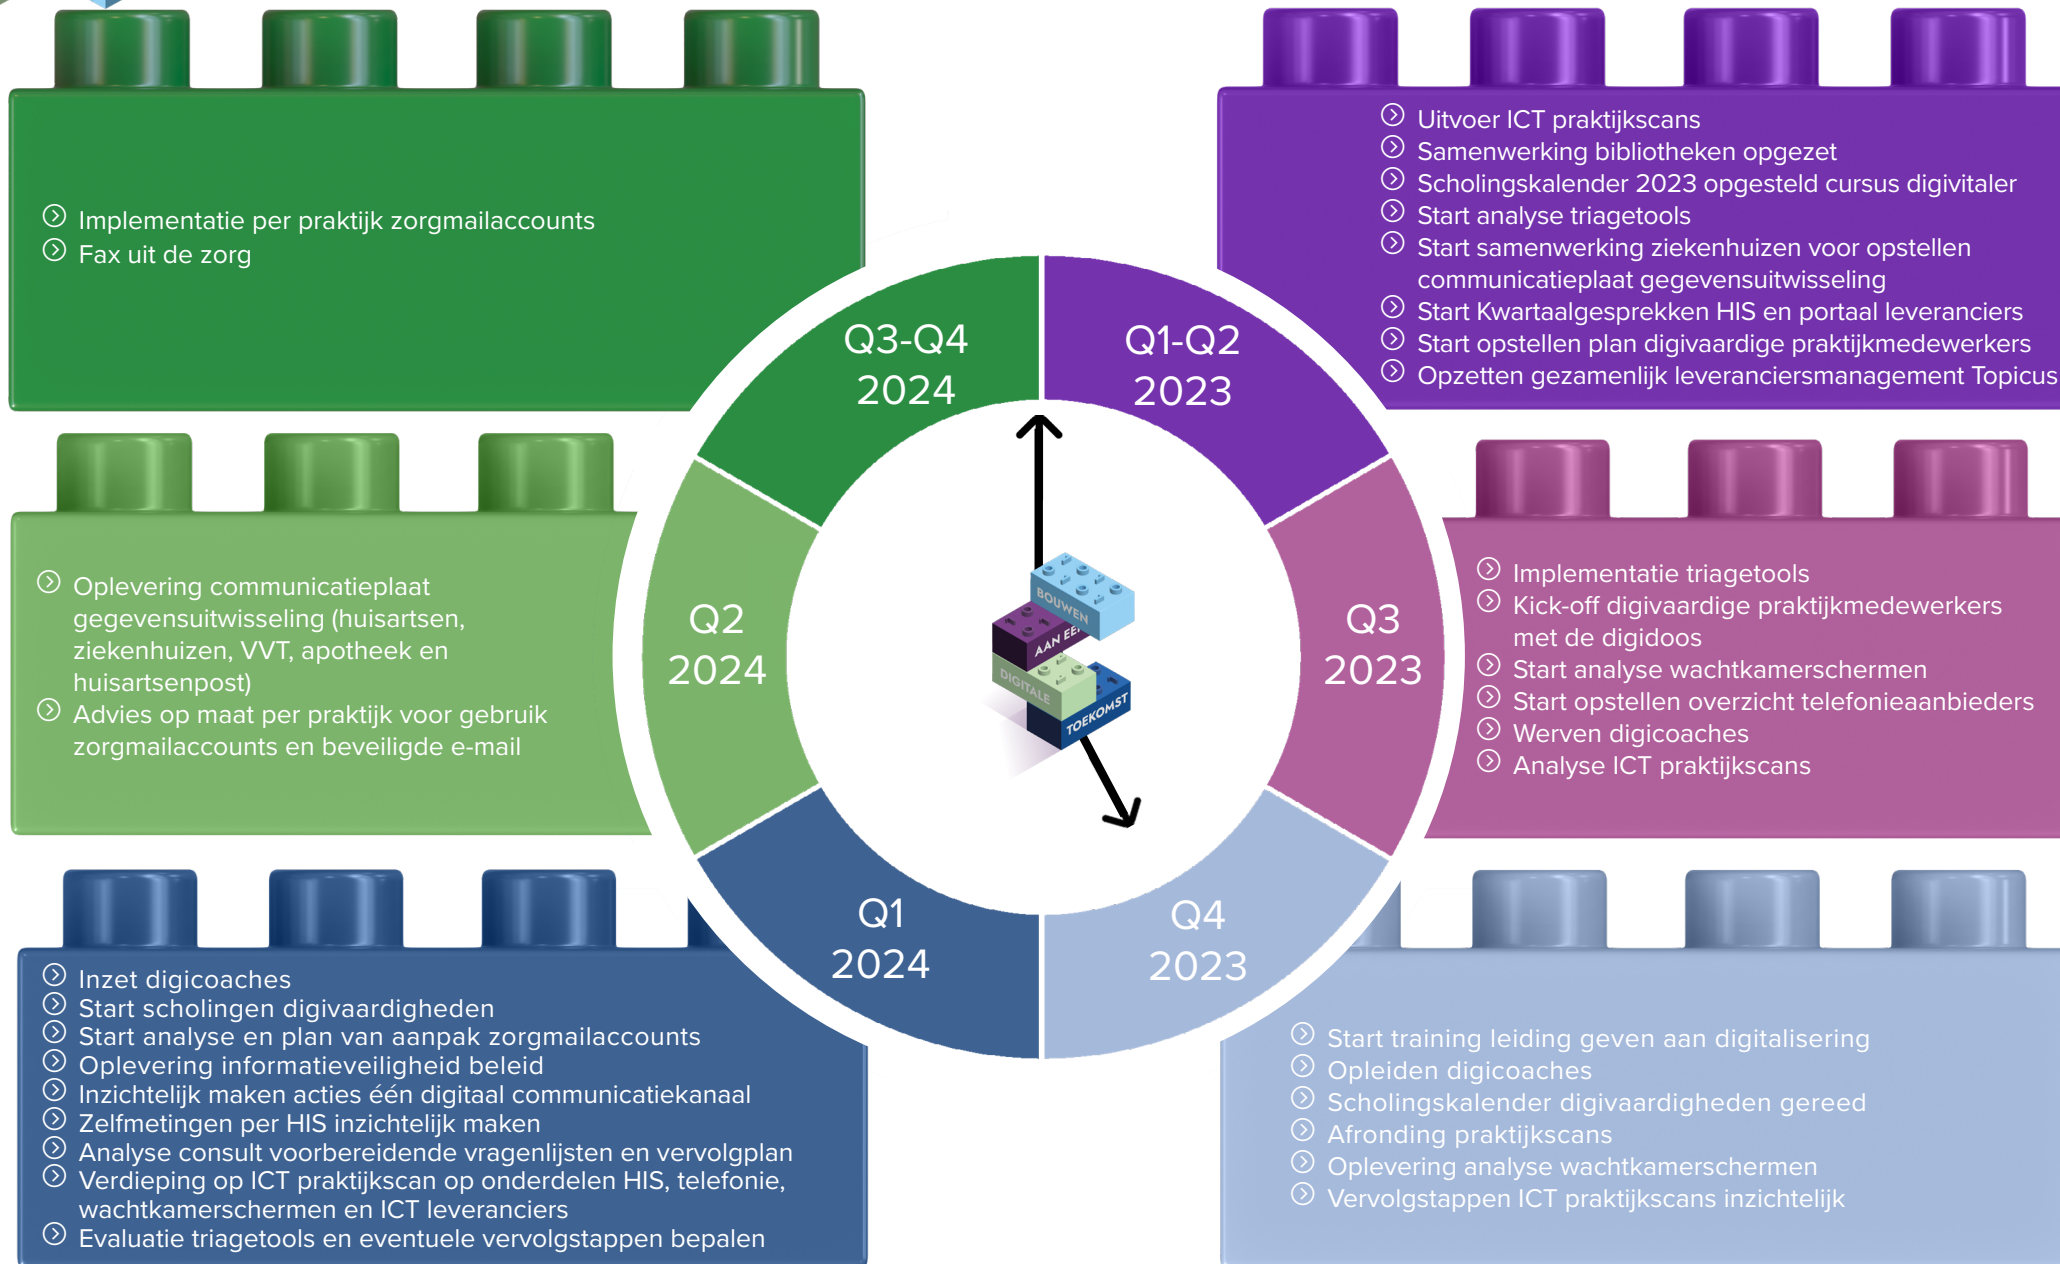 Implementatie per praktijk zorgmailaccounts
Fax uit de zorg
Uitvoer ICT praktijkscans
Samenwerking bibliotheken opgezet
Scholingskalender 2023 opgesteld cursus digivitaler
Start analyse triagetools
Start samenwerking ziekenhuizen voor opstellen
communicatieplaat gegevensuitwisseling
Start Kwartaalgesprekken HIS en portaal leveranciers
Start opstellen plan digivaardige praktijkmedewerkers
Opzetten gezamenlijk leveranciersmanagement Topicus
Q3-Q4
2024
Q1-Q2
2023
Oplevering communicatieplaat
gegevensuitwisseling (huisartsen,
ziekenhuizen, VVT, apotheek en
huisartsenpost)
Advies op maat per praktijk voor gebruik
zorgmailaccounts en beveiligde e-mail
Q2
2024
BOUWEN
AAN EEN
DIGITALE
TOEKOMST
Q3
2023
Implementatie triagetools
Kick-off digivaardige praktijkmedewerkers
met de digidoos
Start analyse wachtkamerschermen
Start opstellen overzicht telefonieaanbieders
Werven digicoaches
Analyse ICT praktijkscans
Q1
2024
Q4
2023
Inzet digicoaches
Start scholingen digivaardigheden
Start analyse en plan van aanpak zorgmailaccounts
Oplevering informatieveiligheid beleid
Inzichtelijk maken acties één digitaal communicatiekanaal
Zelfmetingen per HIS inzichtelijk maken
Analyse consult voorbereidende vragenlijsten en vervolgplan
Verdieping op ICT praktijkscan op onderdelen HIS, telefonie,
wachtkamerschermen en ICT leveranciers
Evaluatie triagetools en eventuele vervolgstappen bepalen
Start training leiding geven aan digitalisering
Opleiden digicoaches
Scholingskalender digivaardigheden gereed
Afronding praktijkscans
Oplevering analyse wachtkamerschermen
Vervolgstappen ICT praktijkscans inzichtelijk